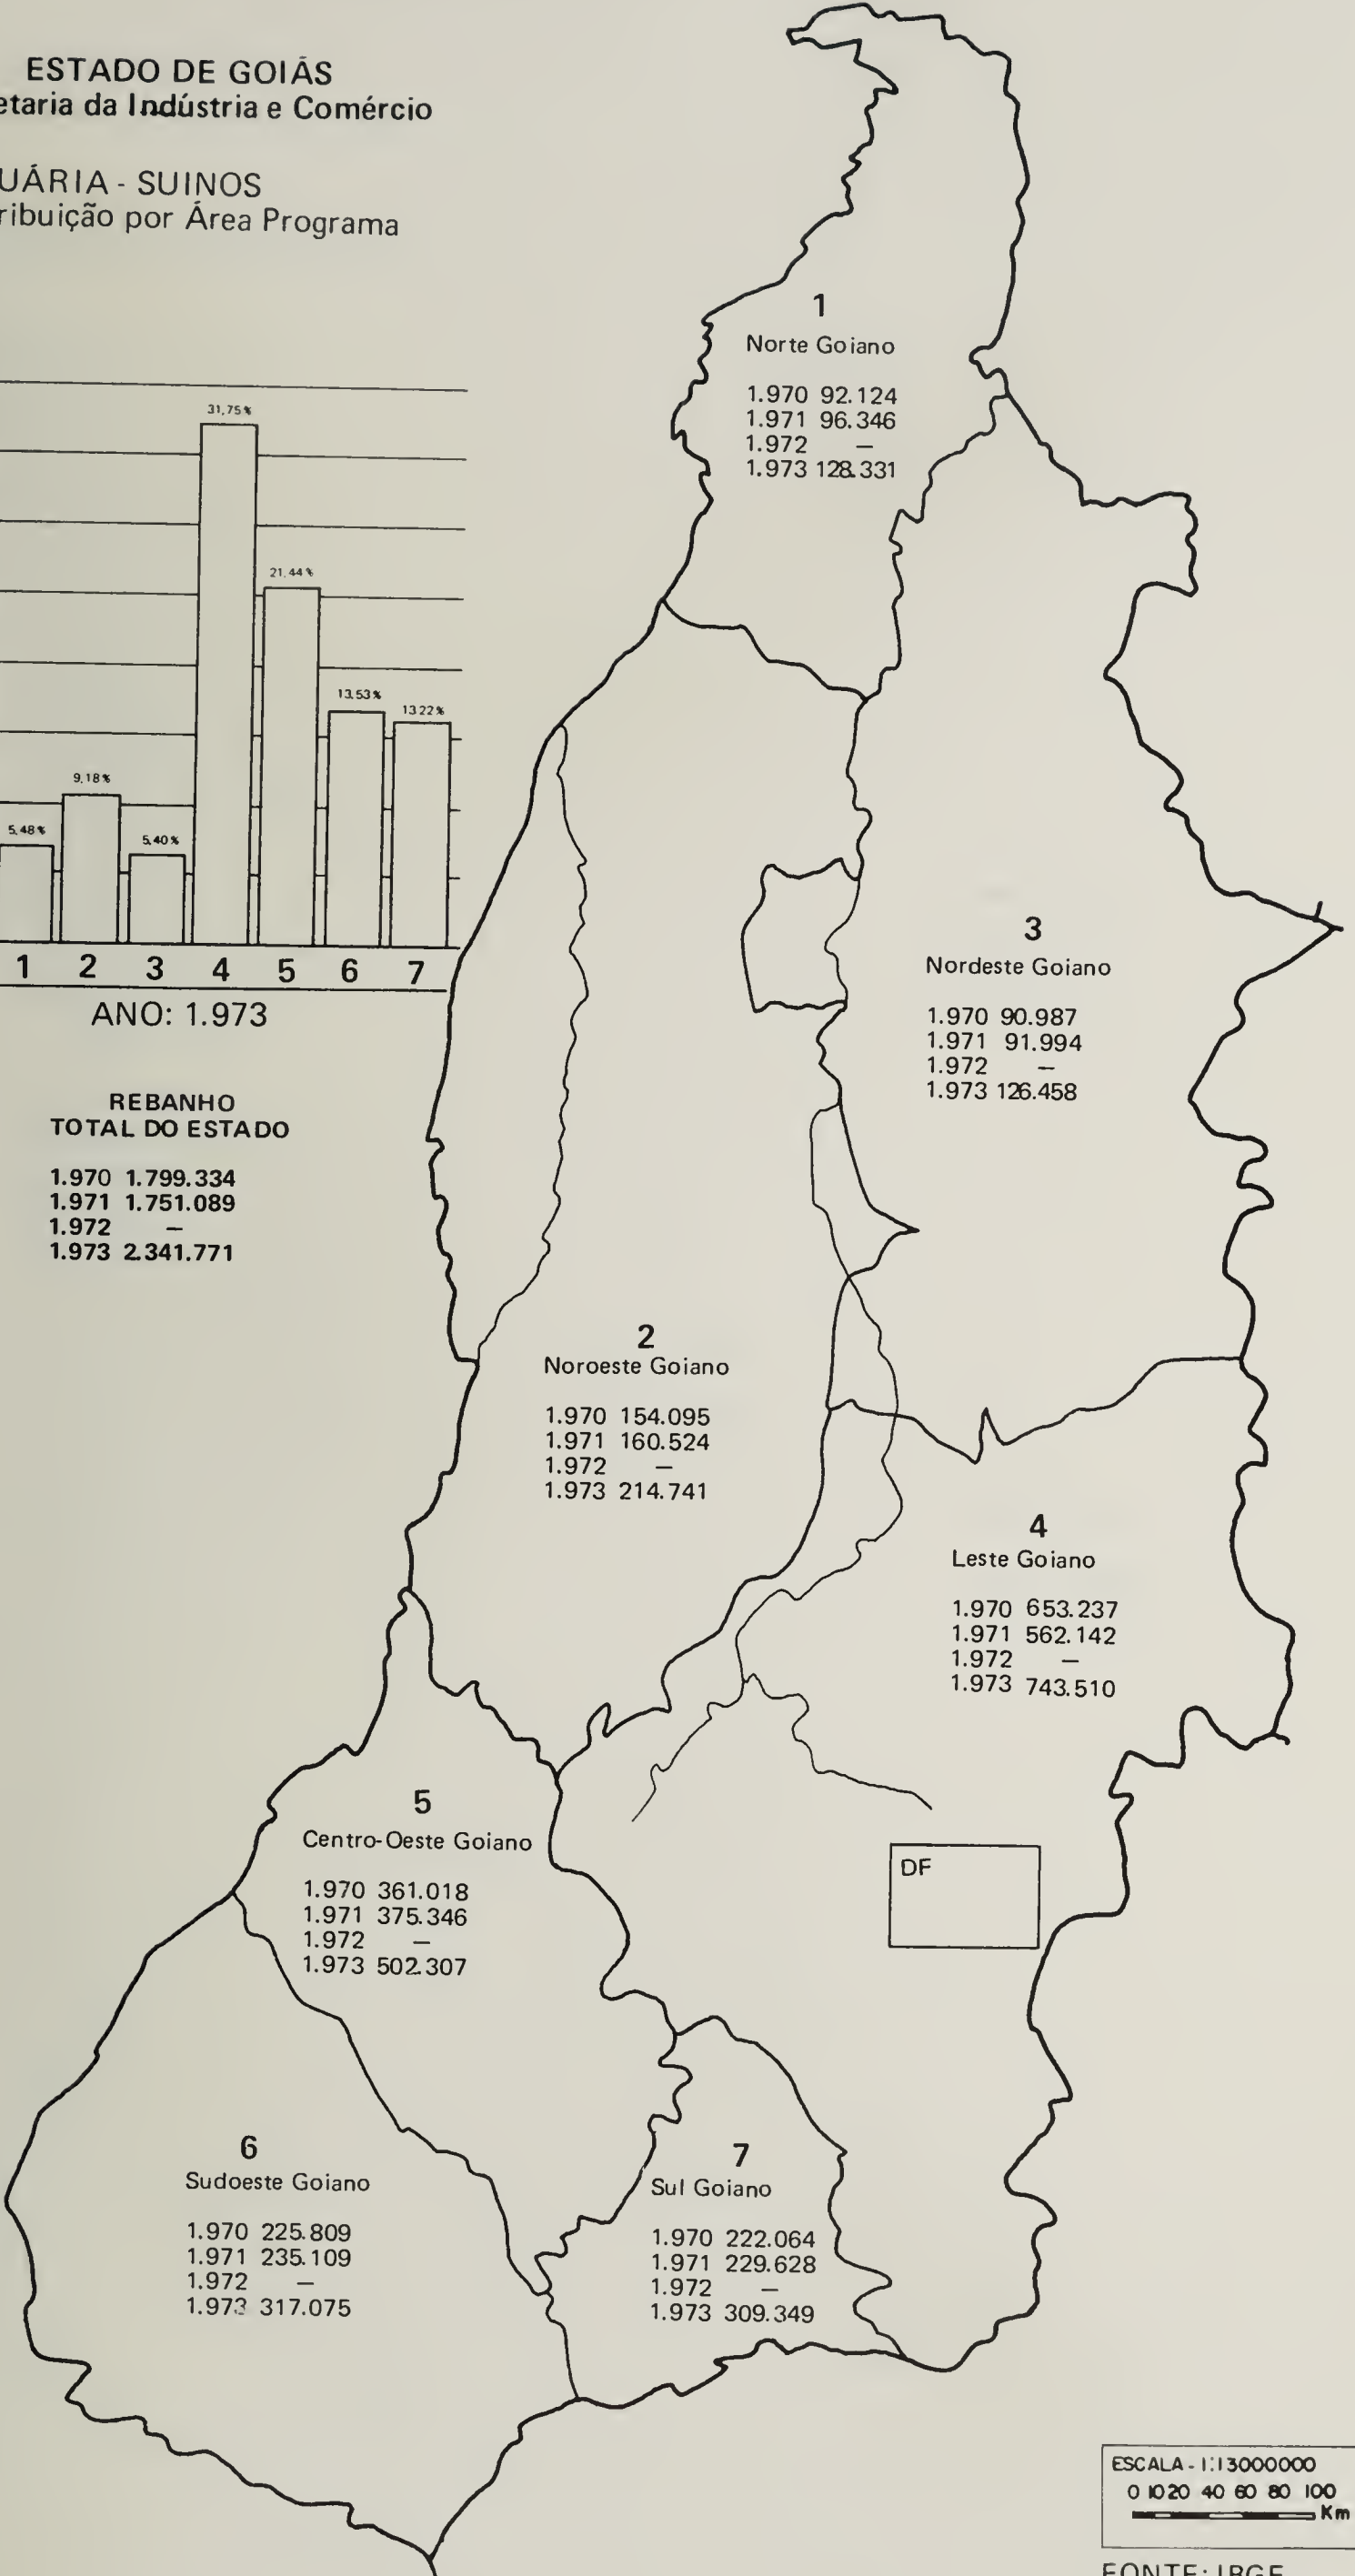 ESTADO DE GOIÁS
etaria da Indústria e Comércio
UÁRIA - SUINOS
ribuição por Área Programa
31,75%
21,44%
13,53%
13,22%
9,18%
5,48%
5,40%
1 2 3 4 5 6 7
ANO: 1.973
REBANHO
TOTAL DO ESTADO
1.970 1.799.334
1.971 1.751.089
1.972 –
1.973 2.341.771
1
Norte Goiano
1.970 92.124
1.971 96.346
1.972 –
1.973 128.331
3
Nordeste Goiano
1.970 90.987
1.971 91.994
1.972 –
1.973 126.458
2
Noroeste Goiano
1.970 154.095
1.971 160.524
1.972 –
1.973 214.741
4
Leste Goiano
1.970 653.237
1.971 562.142
1.972 –
1.973 743.510
5
Centro-Oeste Goiano
1.970 361.018
1.971 375.346
1.972 –
1.973 502.307
DF
6
Sudoeste Goiano
1.970 225.809
1.971 235.109
1.972 –
1.973 317.075
7
Sul Goiano
1.970 222.064
1.971 229.628
1.972 –
1.973 309.349
ESCALA - 1:13000000
0 10 20 40 60 80 100
Km
FONTE: IBGE